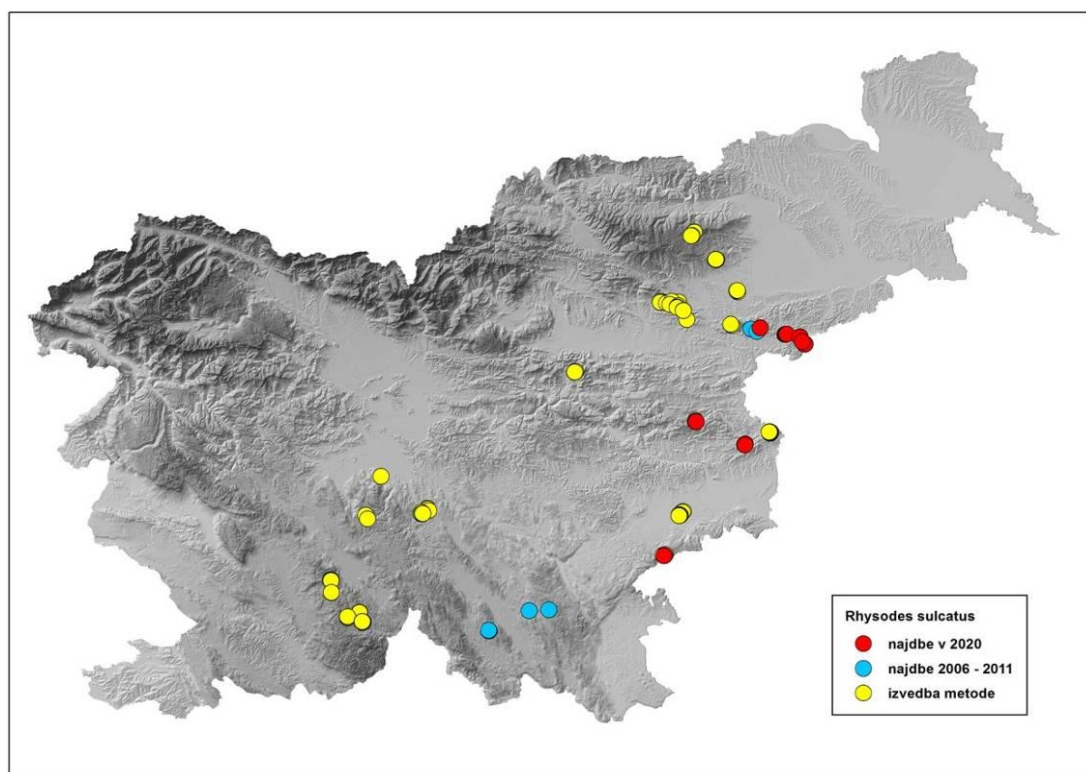 Rhysodes sulcatus
najdbe v 2020
najdbe 2006 - 2011
izvedba metode